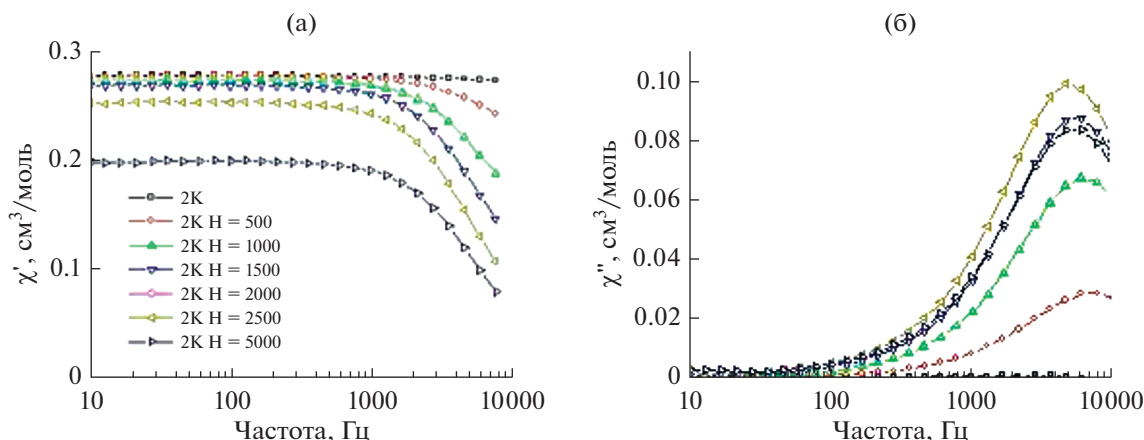 (а)
χ', см³/моль
0.3
0.2
0.1
0
2K
2K H = 500
2K H = 1000
2K H = 1500
2K H = 2000
2K H = 2500
2K H = 5000
10
100
1000
10000
Частота, Гц
(б)
χ'', см³/моль
0.10
0.08
0.06
0.04
0.02
0.00
10
100
1000
10000
Частота, Гц